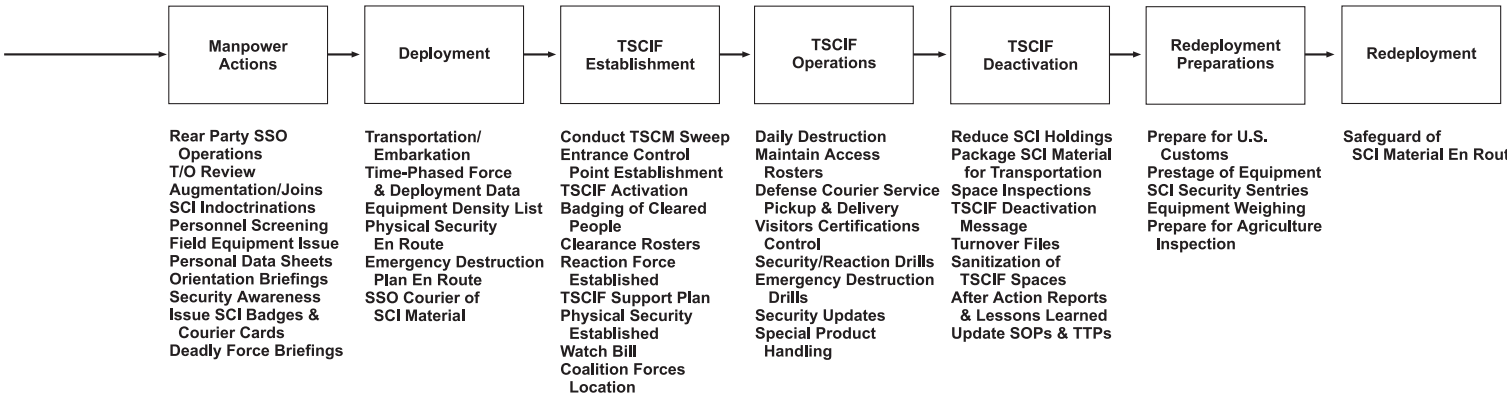 Manpower
Actions
Deployment
TSCIF
Establishment
TSCIF
Operations
TSCIF
Deactivation
Redeployment
Preparations
Redeployment
Rear Party SSO
Operations
T/O Review
Augmentation/Joins
SCI Indoctrinations
Personnel Screening
Field Equipment Issue
Personal Data Sheets
Orientation Briefings
Security Awareness
Issue SCI Badges &
Courier Cards
Deadly Force Briefings
Transportation/
Embarkation
Time-Phased Force
& Deployment Data
Equipment Density List
Physical Security
En Route
Emergency Destruction
Plan En Route
SSO Courier of
SCI Material
Conduct TSCM Sweep
Entrance Control
Point Establishment
TSCIF Activation
Badging of Cleared
People
Clearance Rosters
Reaction Force
Established
TSCIF Support Plan
Physical Security
Established
Watch Bill
Coalition Forces
Location
Daily Destruction
Maintain Access
Rosters
Defense Courier Service
Pickup & Delivery
Visitors Certifications
Control
Security/Reaction Drills
Emergency Destruction
Drills
Security Updates
Special Product
Handling
Reduce SCI Holdings
Package SCI Material
for Transportation
Space Inspections
TSCIF Deactivation
Message
Turnover Files
Sanitization of
TSCIF Spaces
After Action Reports
& Lessons Learned
Update SOPs & TTPs
Prepare for U.S.
Customs
Prestage of Equipment
SCI Security Sentries
Equipment Weighing
Prepare for Agriculture
Inspection
Safeguard of
SCI Material En Rout